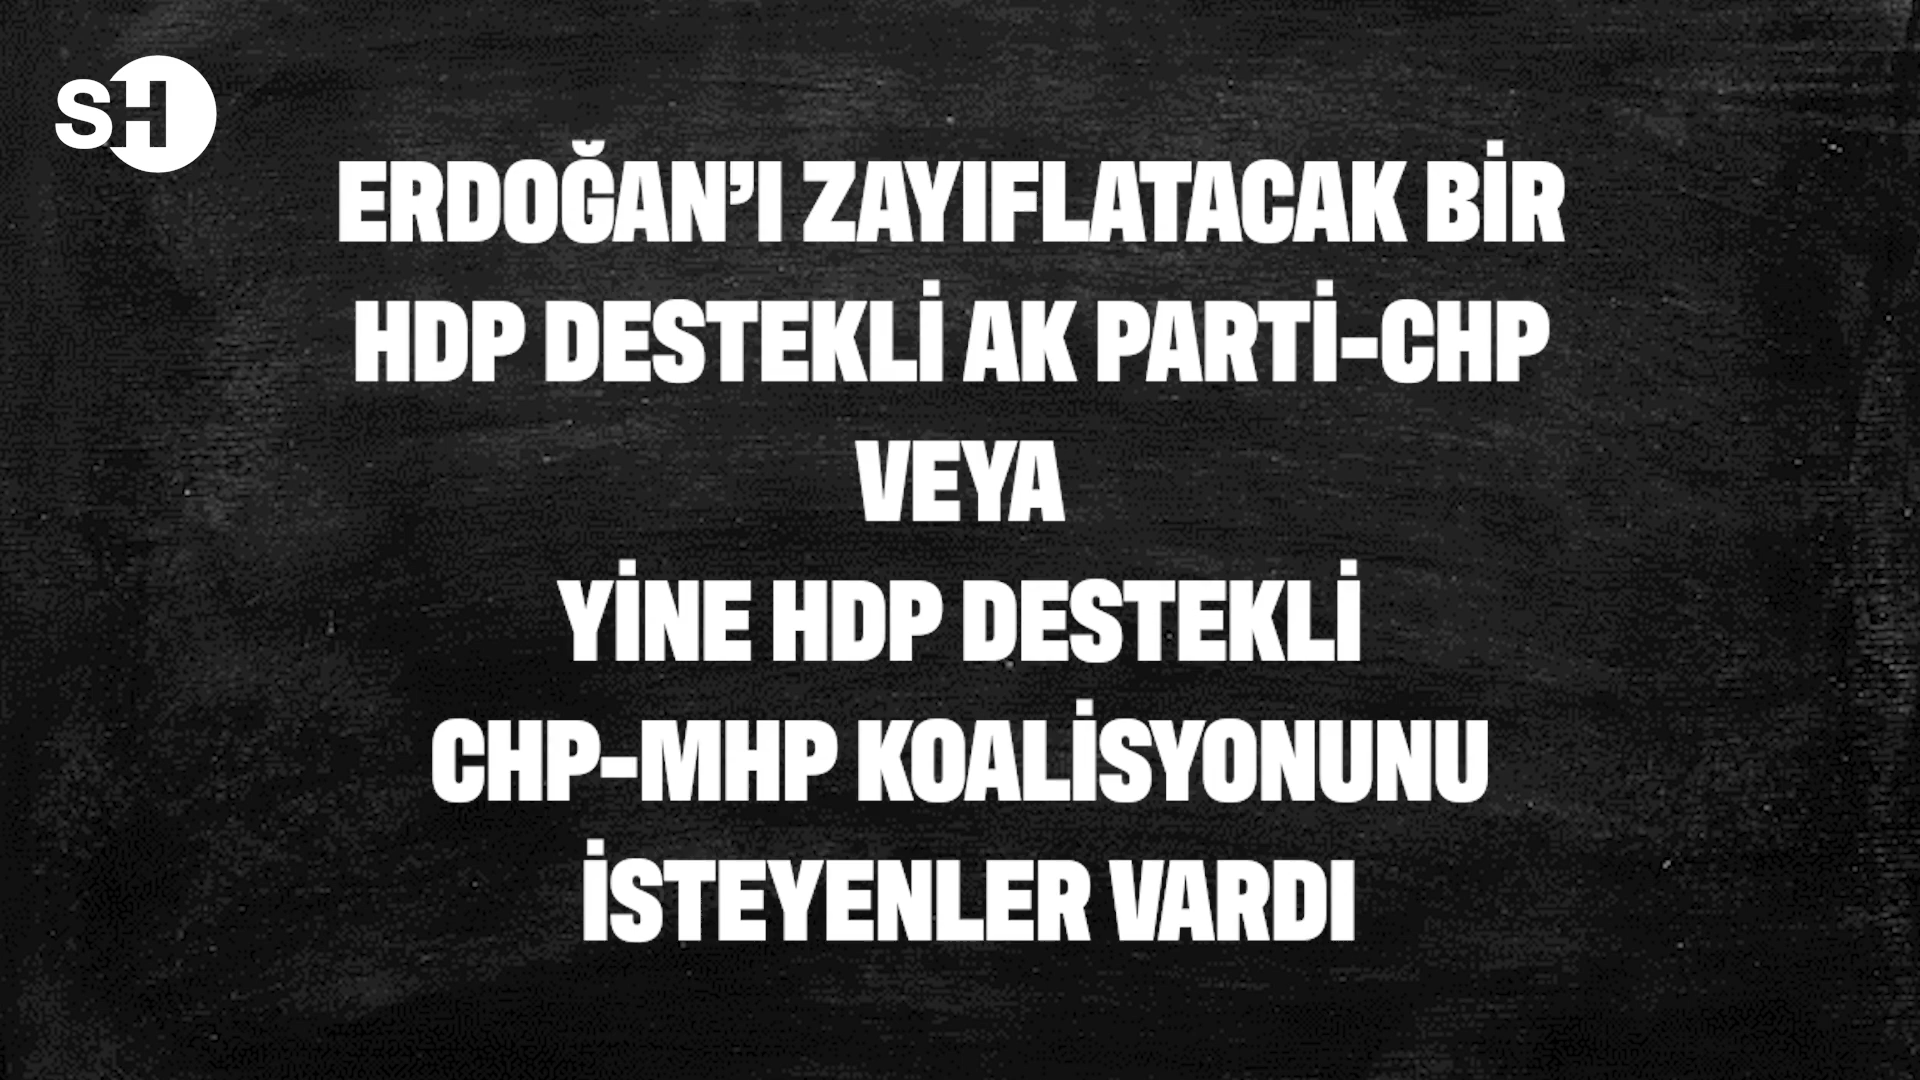 SH
ERDOĞAN’I ZAYIFLATACAK BİR
HDP DESTEKLİ AK PARTİ-CHP
VEYA
YİNE HDP DESTEKLİ
CHP-MHP KOALİSYONUNU
İSTEYENLER VARDI